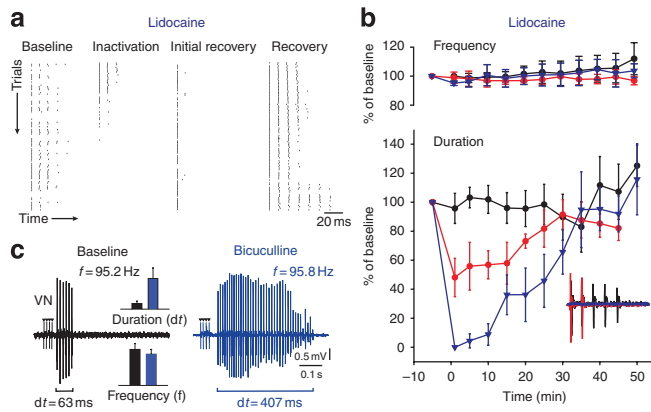 a
Lidocaine
Baseline Inactivation Initial recovery Recovery
Trials
Time
20 ms
b
Lidocaine
Frequency
% of baseline
120
100
80
Duration
% of baseline
140
120
100
80
60
40
20
0
−10 0 10 20 30 40 50
Time (min)
c
Baseline
f = 95.2 Hz
VN
Duration (dt)
Frequency (f)
dt = 63 ms
Bicuculline
f = 95.8 Hz
0.5 mV
0.1 s
dt = 407 ms